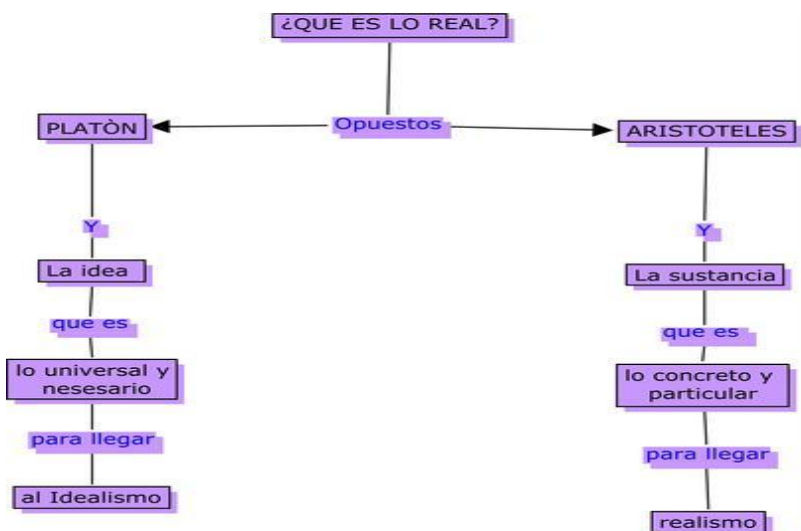 ¿QUE ES LO REAL?
Opuestos
PLATÒN
Y
La idea
que es
lo universal y
nesesario
para llegar
al Idealismo
ARISTOTELES
Y
La sustancia
que es
lo concreto y
particular
para llegar
realismo